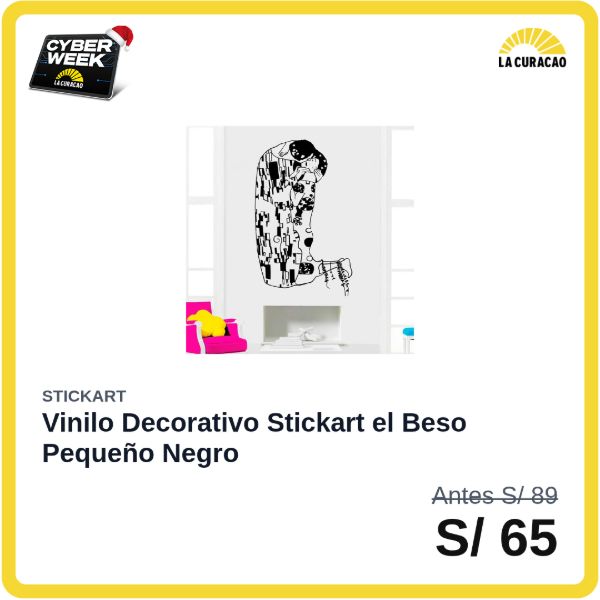 CYBER
WEEK
LA CURACAO
LA CURACAO
STICKART
Vinilo Decorativo Stickart el Beso
Pequeño Negro
Antes S/ 89
S/ 65